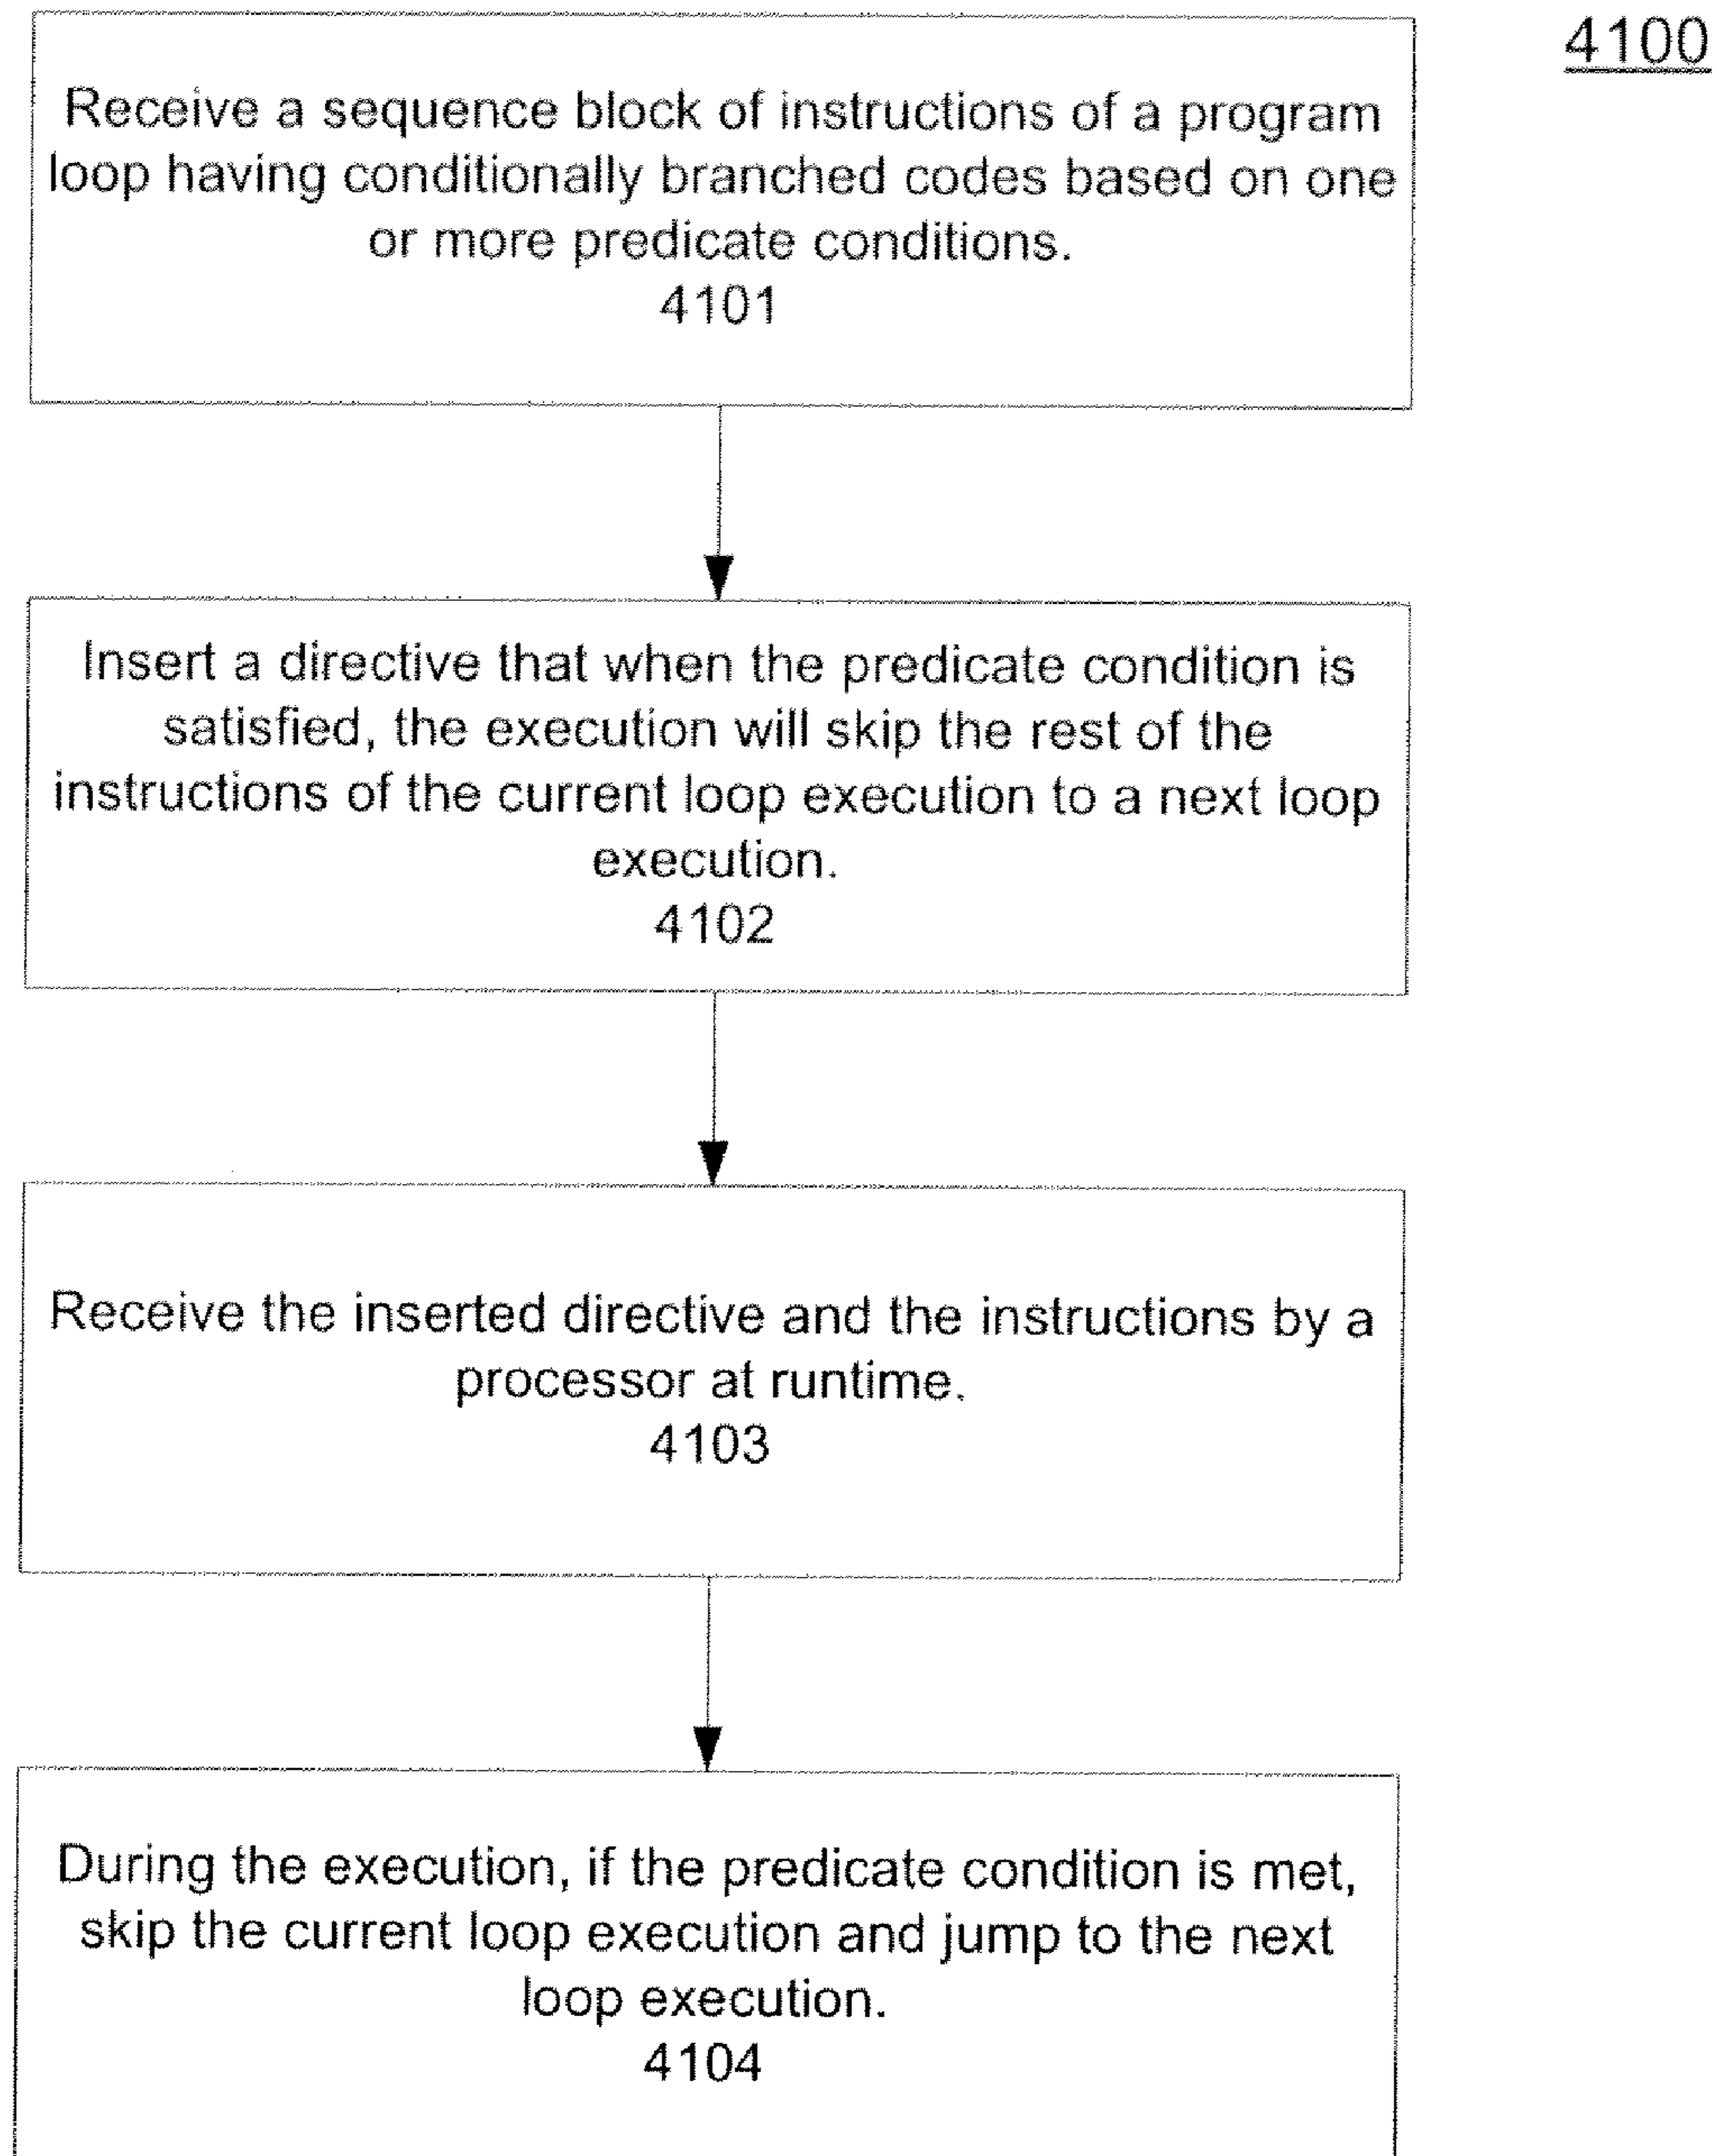 4100
Receive a sequence block of instructions of a program
loop having conditionally branched codes based on one
or more predicate conditions.
4101
Insert a directive that when the predicate condition is
satisfied, the execution will skip the rest of the
instructions of the current loop execution to a next loop
execution.
4102
Receive the inserted directive and the instructions by a
processor at runtime.
4103
During the execution, if the predicate condition is met,
skip the current loop execution and jump to the next
loop execution.
4104